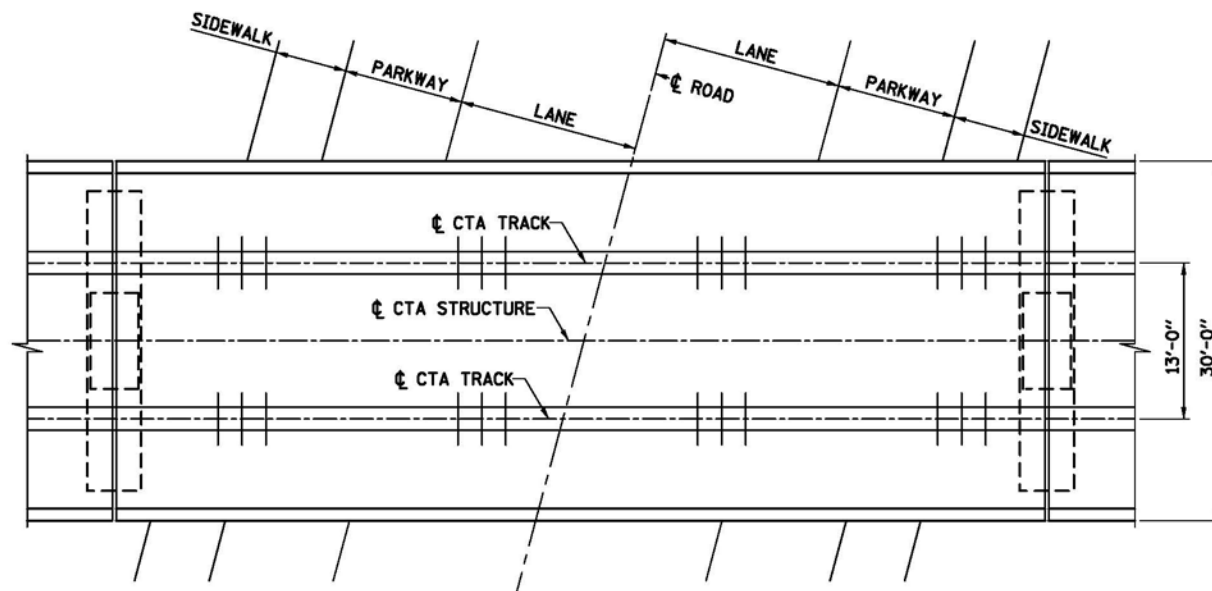 SIDEWALK
PARKWAY
LANE
℄ ROAD
LANE
PARKWAY
SIDEWALK
℄ CTA TRACK
℄ CTA STRUCTURE
℄ CTA TRACK
13'-0"
30'-0"